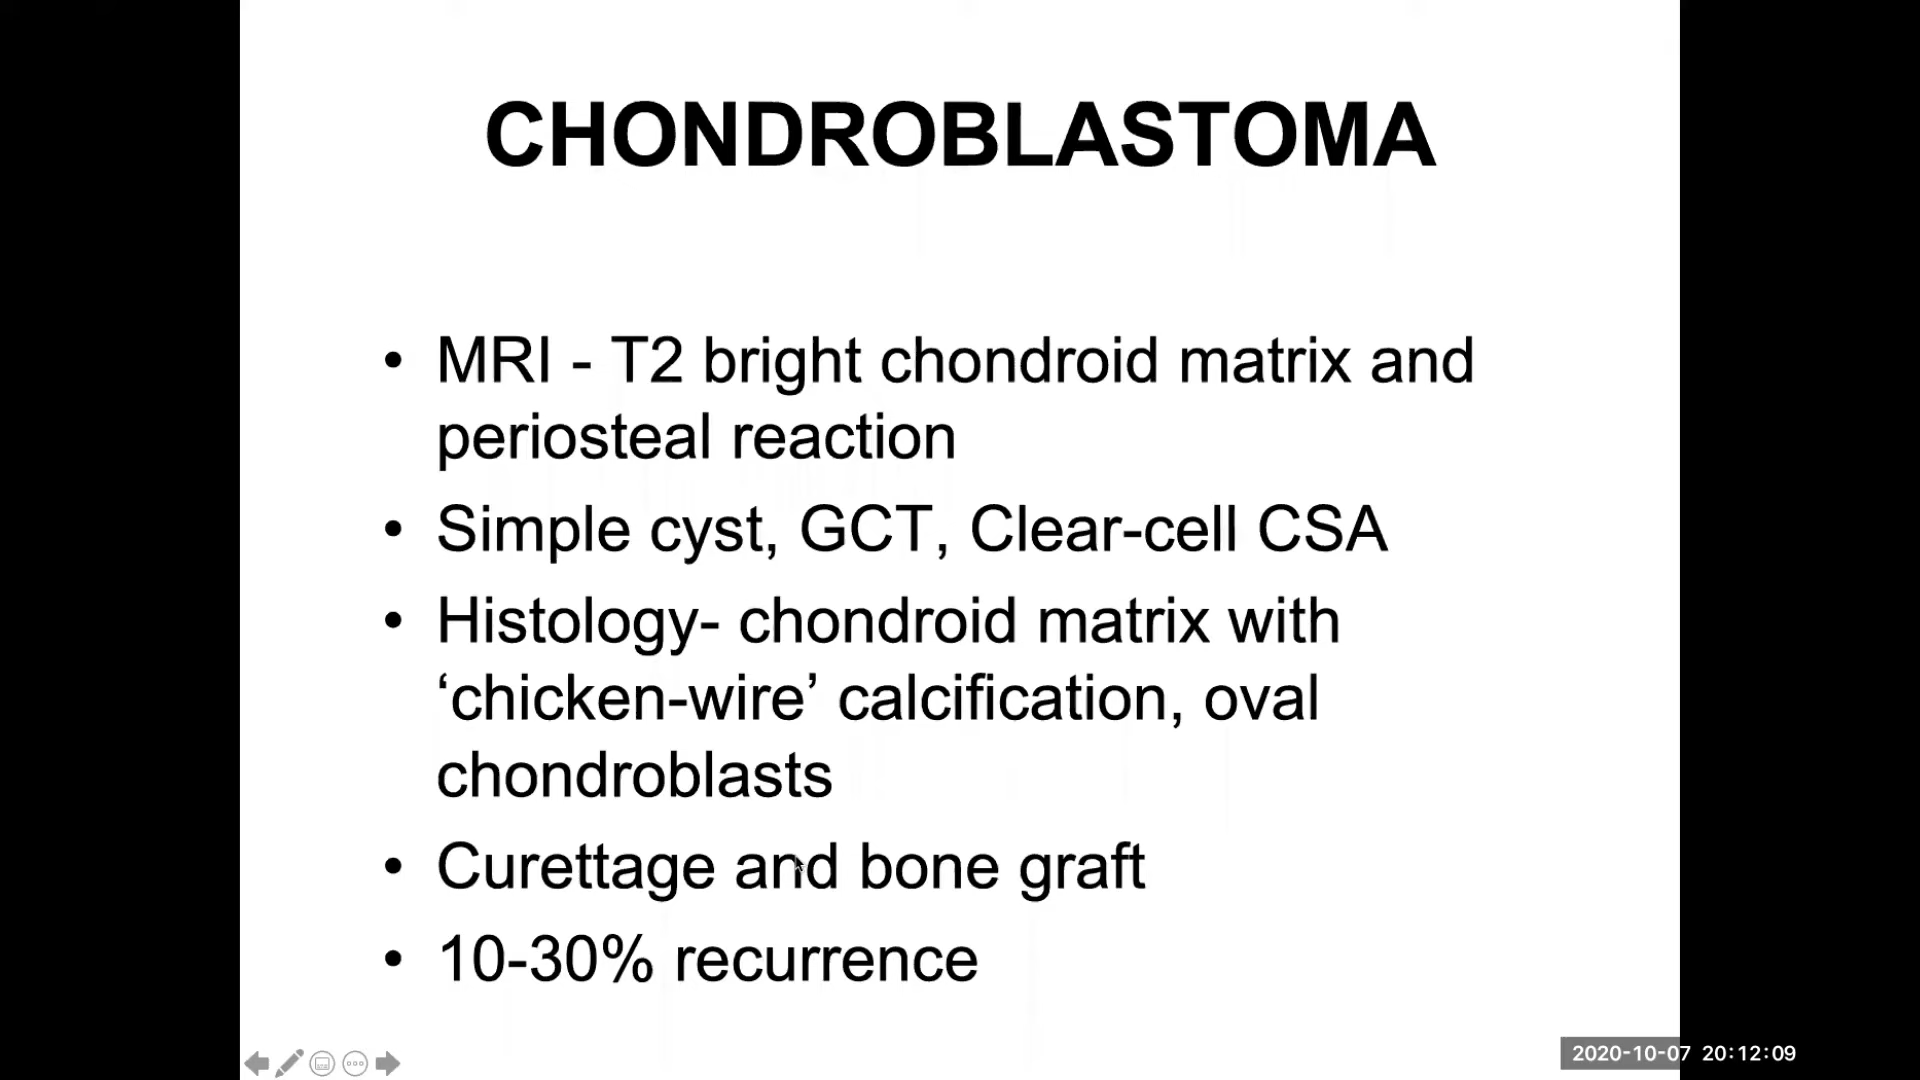 CHONDROBLASTOMA
• MRI - T2 bright chondroid matrix and
periosteal reaction
• Simple cyst, GCT, Clear-cell CSA
• Histology- chondroid matrix with
‘chicken-wire’ calcification, oval
chondroblasts
• Curettage and bone graft
• 10-30% recurrence
2020-10-07 20:12:09